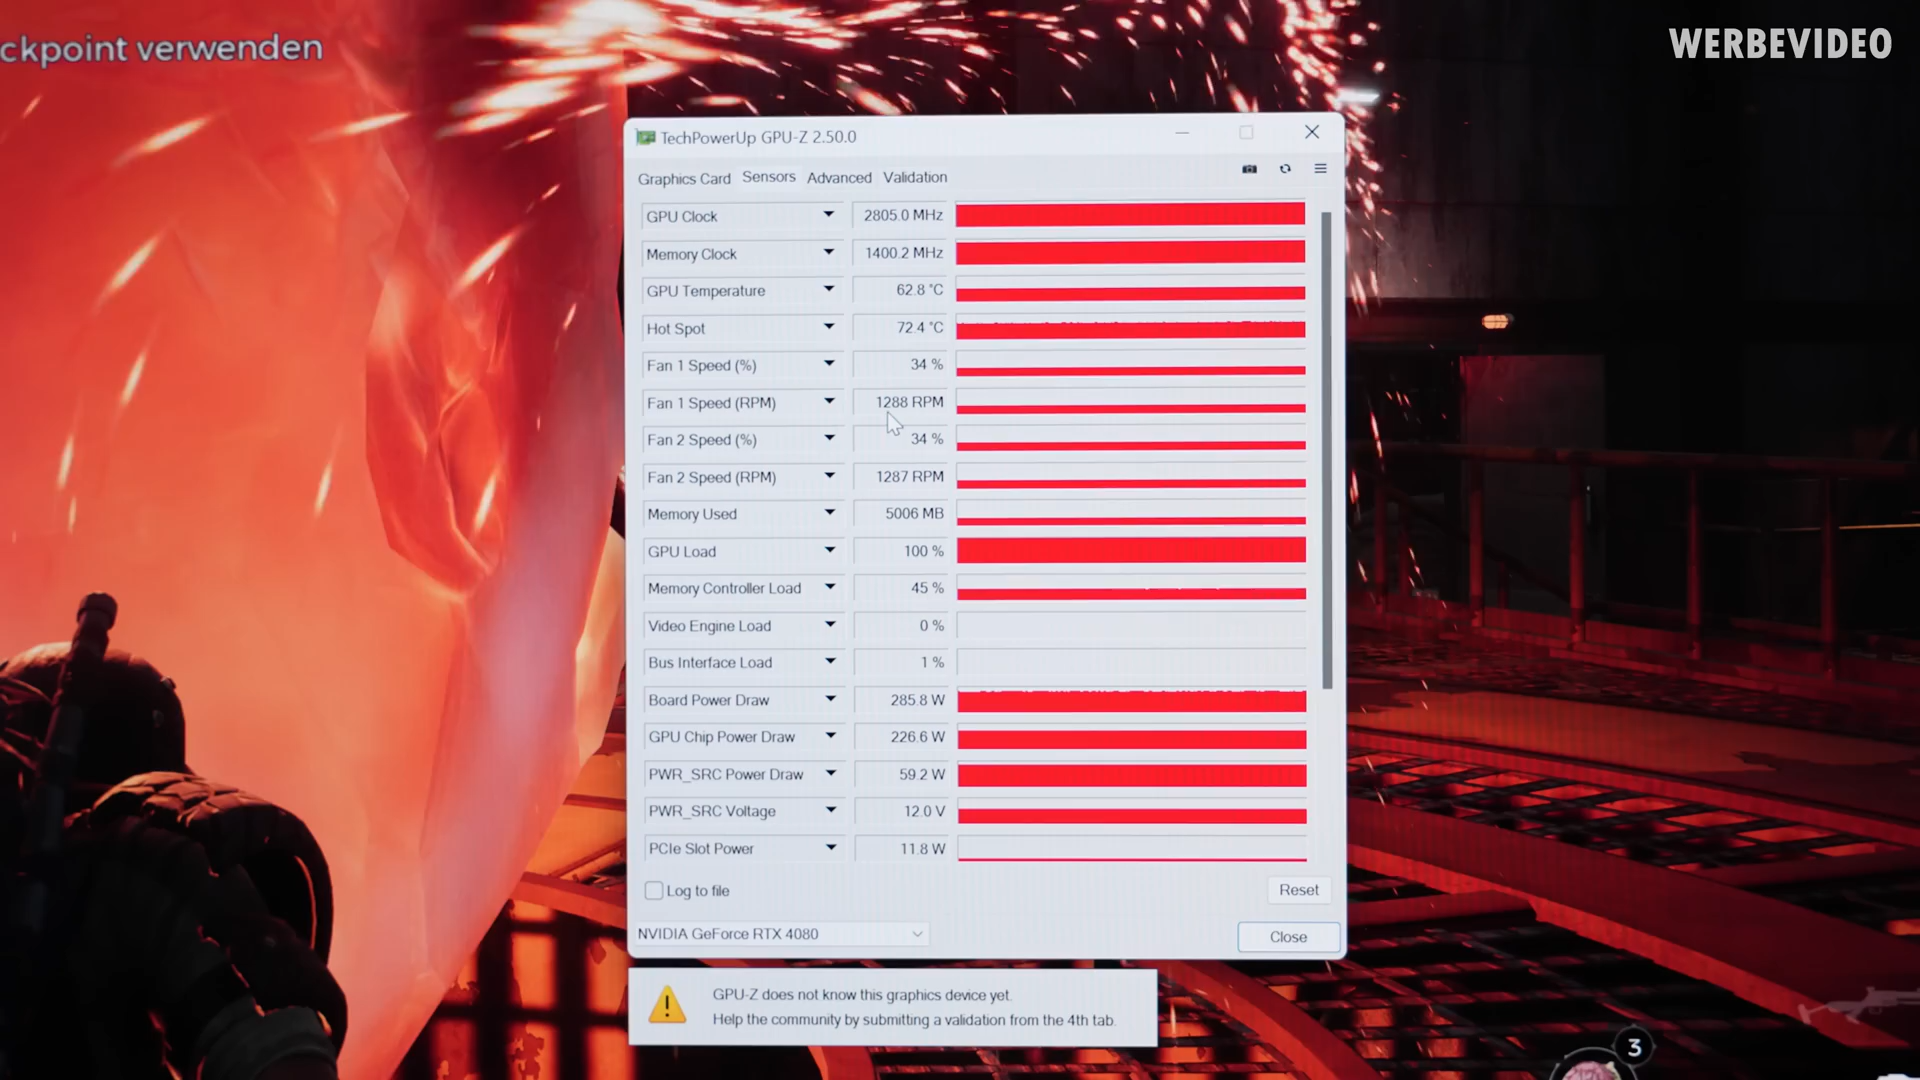 ckpoint verwenden
WERBEVIDEO
TechPowerUp GPU-Z 2.50.0
Graphics Card Sensors Advanced Validation
GPU Clock 2805.0 MHz
Memory Clock 1400.2 MHz
GPU Temperature 62.8 °C
Hot Spot 72.4 °C
Fan 1 Speed (%) 34 %
Fan 1 Speed (RPM) 1288 RPM
Fan 2 Speed (%) 34 %
Fan 2 Speed (RPM) 1287 RPM
Memory Used 5006 MB
GPU Load 100 %
Memory Controller Load 45 %
Video Engine Load 0 %
Bus Interface Load 1 %
Board Power Draw 285.8 W
GPU Chip Power Draw 226.6 W
PWR_SRC Power Draw 59.2 W
PWR_SRC Voltage 12.0 V
PCIe Slot Power 11.8 W
Log to file Reset
NVIDIA GeForce RTX 4080 Close
GPU-Z does not know this graphics device yet.
Help the community by submitting a validation from the 4th tab.
3